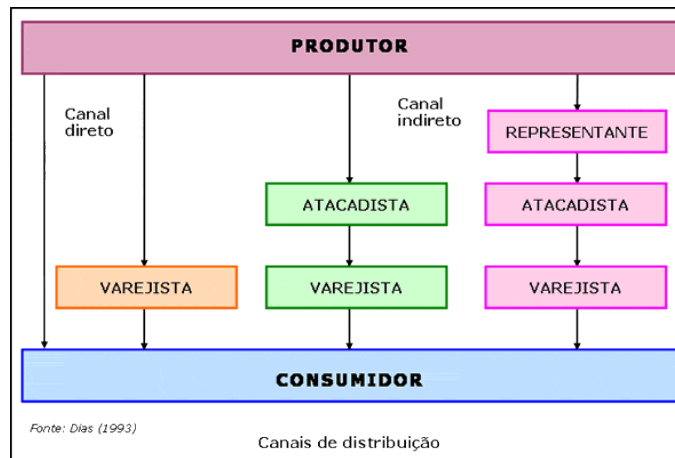 PRODUTOR
Canal
direto
Canal
indireto
REPRESENTANTE
ATACADISTA
ATACADISTA
VAREJISTA
VAREJISTA
VAREJISTA
CONSUMIDOR
Fonte: Dias (1993)
Canais de distribuição